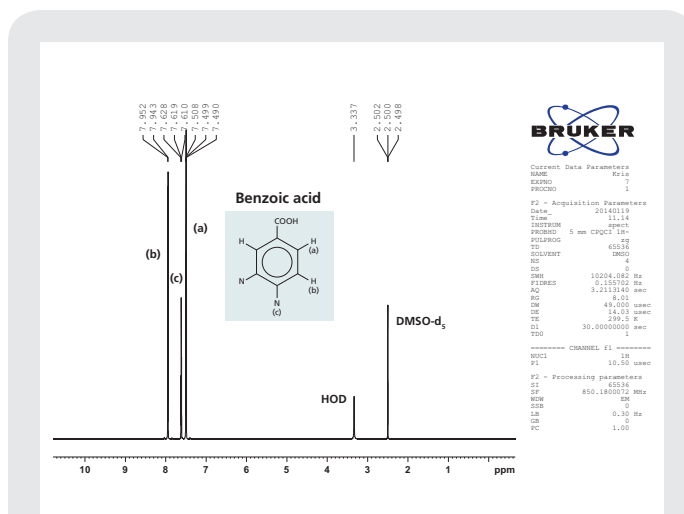 7.952
7.943
7.628
7.619
7.610
7.508
7.499
7.490
3.337
2.502
2.500
2.498
BRUKER
Benzoic acid
COOH
H
H
(a)
N
H
(b)
N
(c)
(a)
(b)
(c)
DMSO-d5
HOD
10 9 8 7 6 5 4 3 2 1 ppm
Current Data Parameters
NAME Kris
EXPNO 7
PROCNO 1
F2 - Acquisition Parameters
Date_ 20140119
Time 11.14
INSTRUM spect
PROBHD 5 mm CPQCI 1H-
PULPROG zg
TD 65536
SOLVENT DMSO
NS 4
DS 0
SWH 10204.082 Hz
FIDRES 0.155702 Hz
AQ 3.2113140 sec
RG 8.01
DW 49.000 usec
DE 14.03 usec
TE 299.5 K
D1 30.00000000 sec
TD0 1
======== CHANNEL f1 ========
NUC1 1H
P1 10.50 usec
F2 - Processing parameters
SI 65536
SF 850.1800072 MHz
WDW EM
SSB 0
LB 0.30 Hz
GB 0
PC 1.00